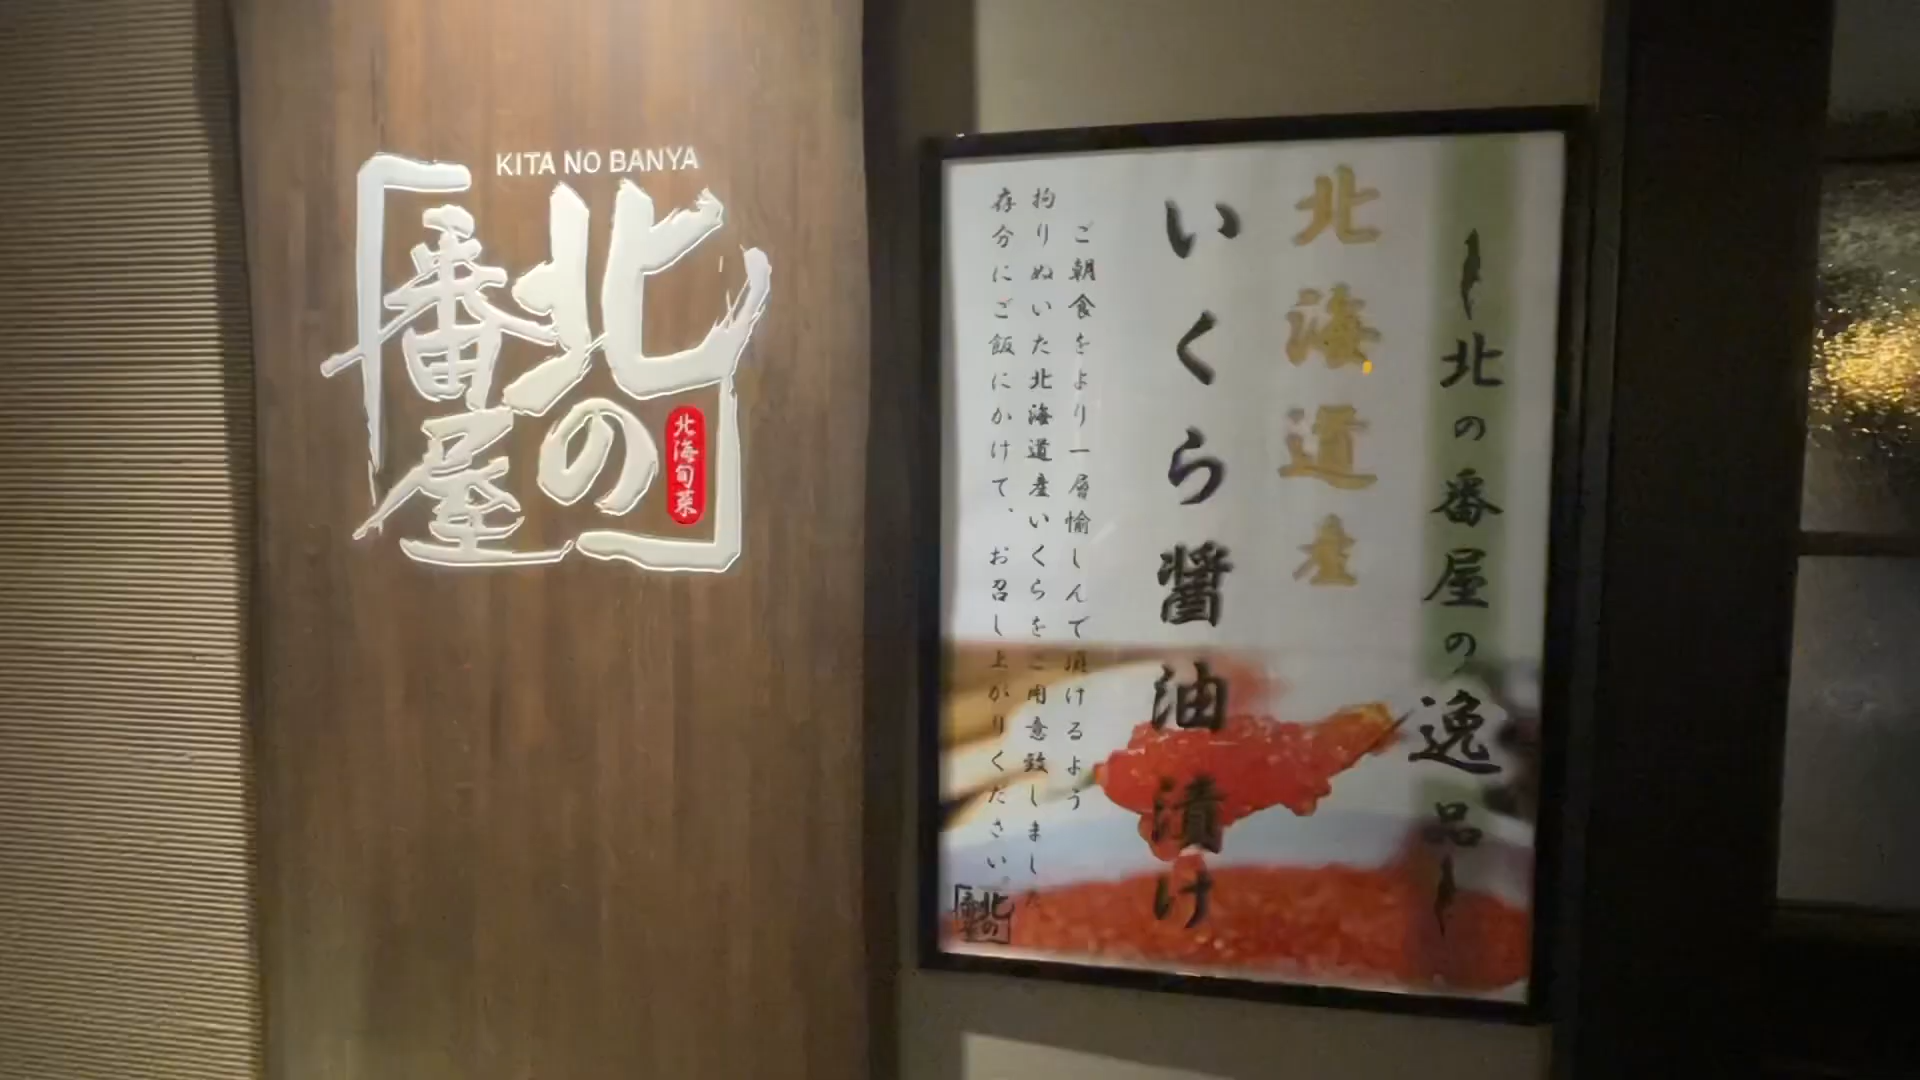 KITA NO BANYA
北の
番屋
北海旬菜
～北の番屋の逸品～
北海道産
いくら醤油漬け
ご朝食をより一層愉しんで頂けるよう
拘りぬいた北海道産いくらをご用意致しました
存分にご飯にかけて、お召し上がりください。
北の
番屋